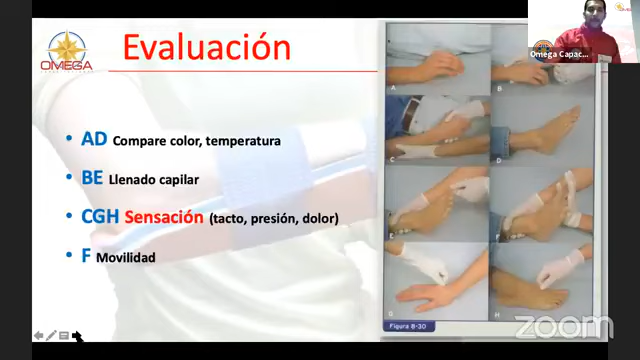 OMEGA
Evaluación
• AD Compare color, temperatura
• BE Llenado capilar
• CGH Sensación (tacto, presión, dolor)
• F Movilidad
A
B
C
D
E
F
G
H
Figura 8-30
Omega Capac...
zoom